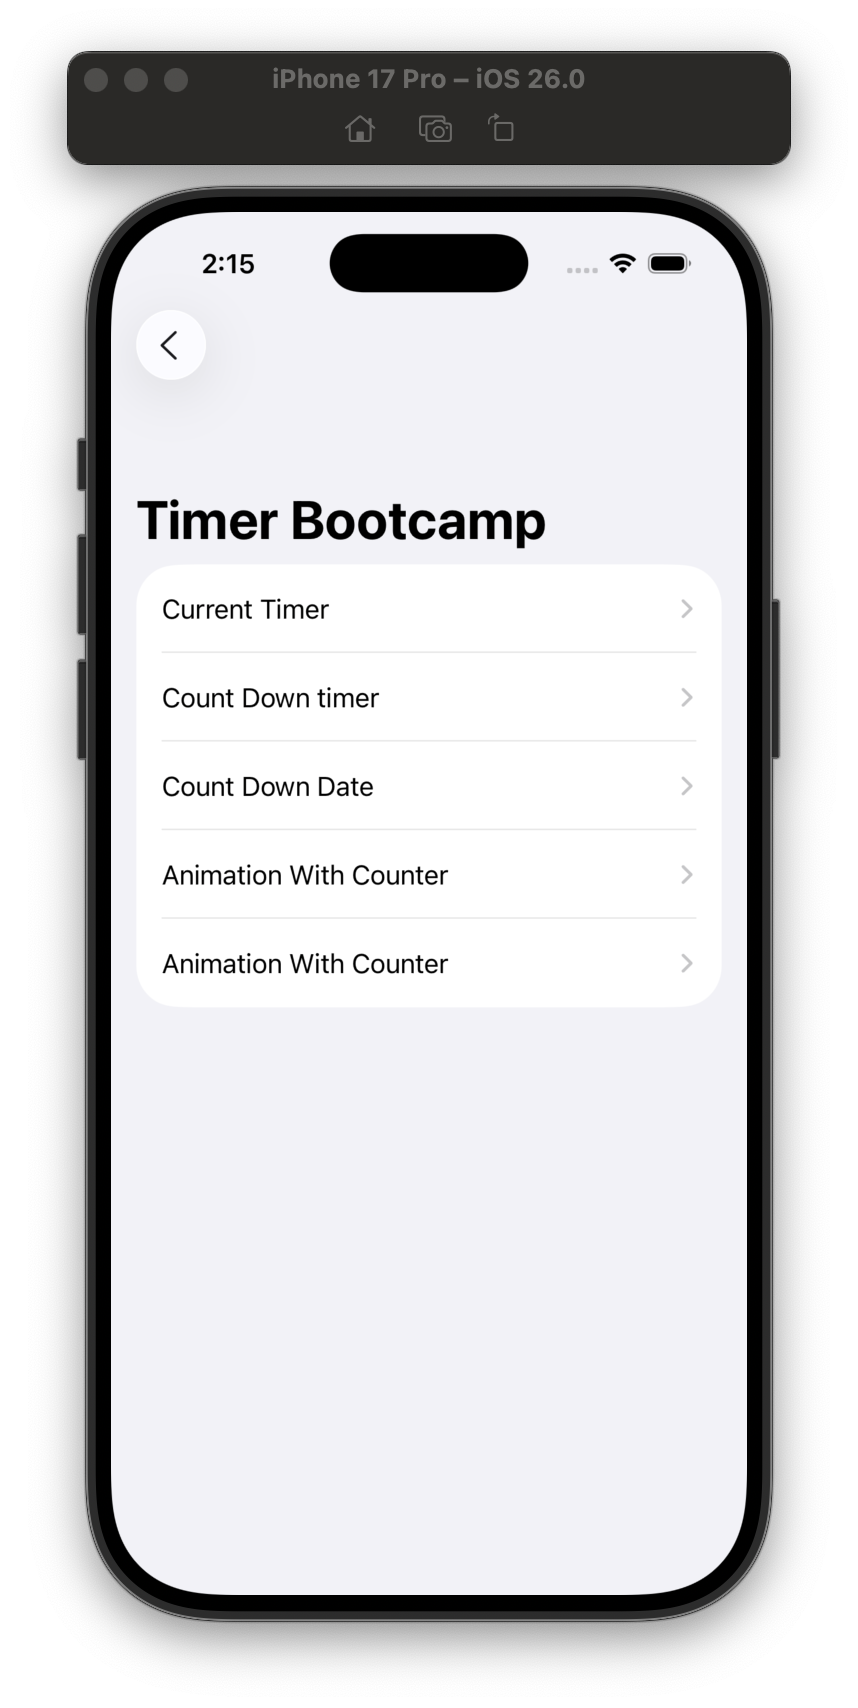 iPhone 17 Pro – iOS 26.0
2:15
Timer Bootcamp
Current Timer
Count Down timer
Count Down Date
Animation With Counter
Animation With Counter